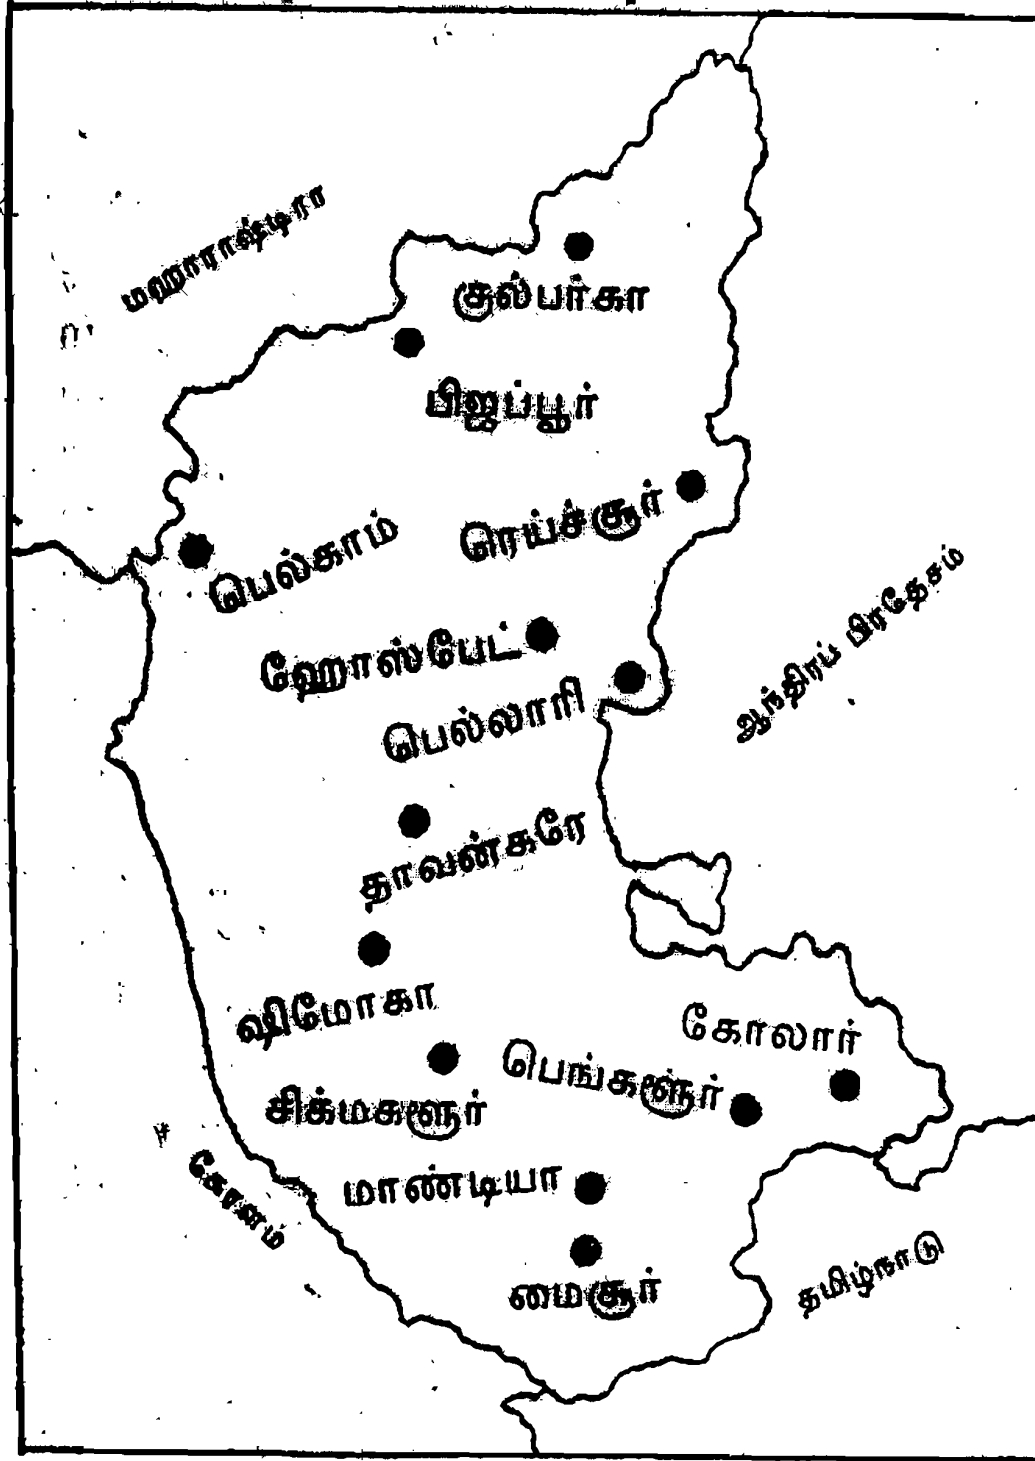 மஹாராஷ்டிரா
குல்பர்கா
பிஜப்பூர்
ரெய்ச்சூர்
பெல்காம்
ஹோஸ்பேட்
பெல்லாரி
ஆந்திரப் பிரதேசம்
தாவன்கரே
ஷிமோகா
கோலார்
பெங்களூர்
சிக்மகளூர்
கேரளம்
மாண்டியா
மைசூர்
தமிழ்நாடு